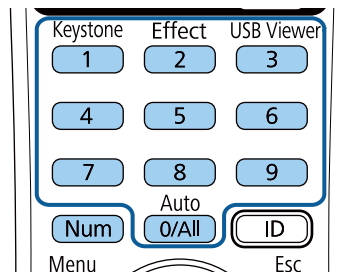 Keystone Effect USB Viewer
1 2 3
4 5 6
7 8 9
Auto
Num 0/All ID
Menu Esc